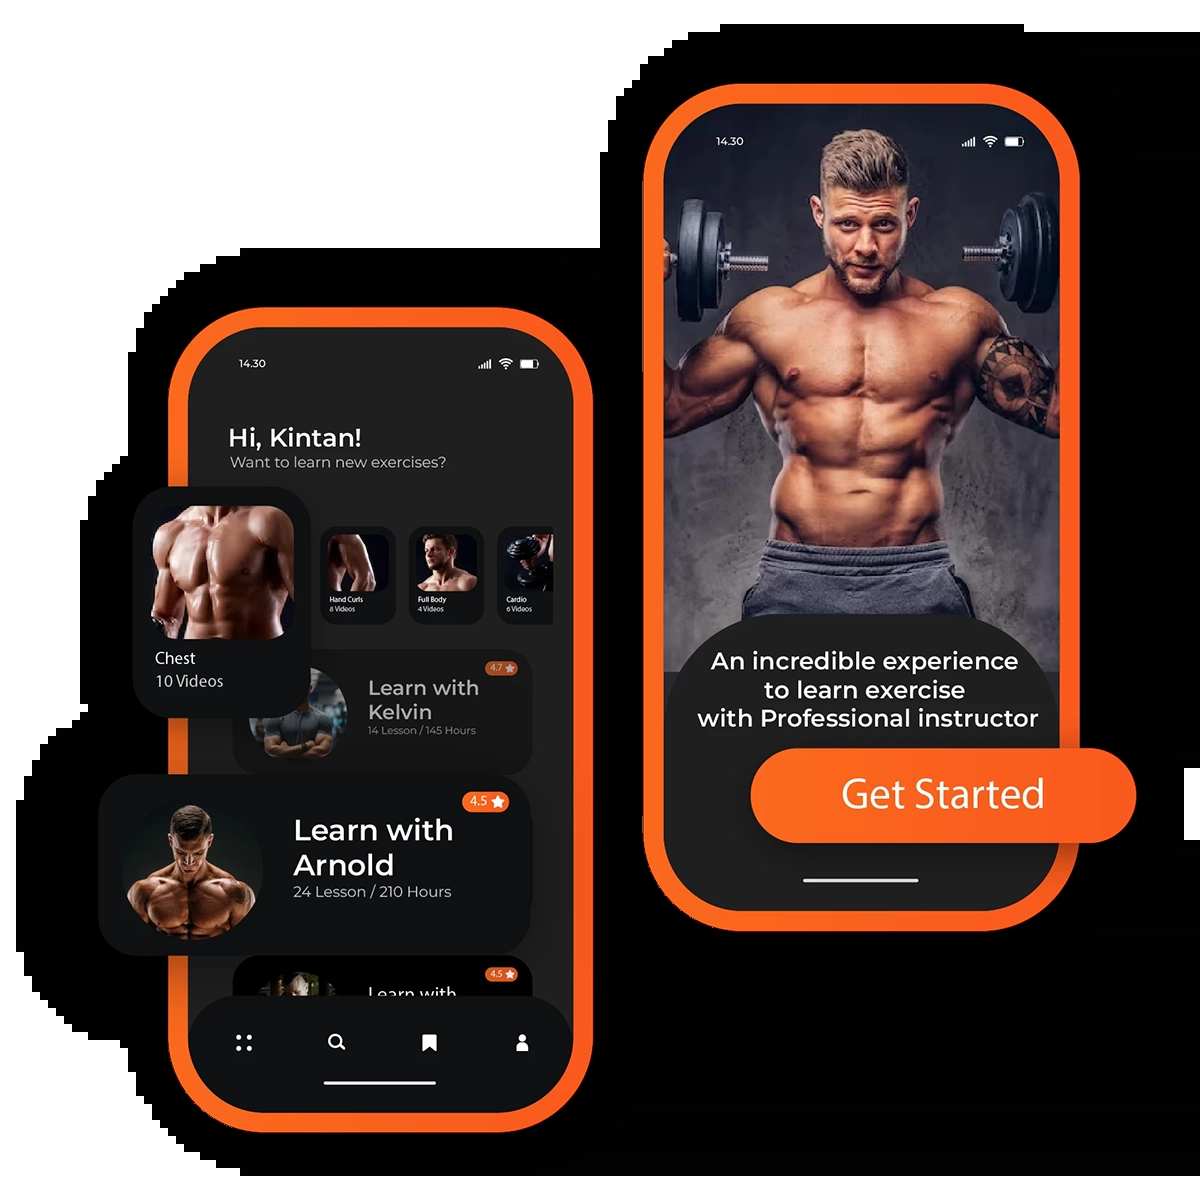 14.30
Hi, Kintan!
Want to learn new exercises?
Chest
10 Videos
Hand Curls
8 Videos
Full Body
4 Videos
Cardio
6 Videos
4.7
Learn with
Kelvin
14 Lesson / 145 Hours
4.5
Learn with
Arnold
24 Lesson / 210 Hours
4.5
Learn with
14.30
An incredible experience
to learn exercise
with Professional instructor
Get Started